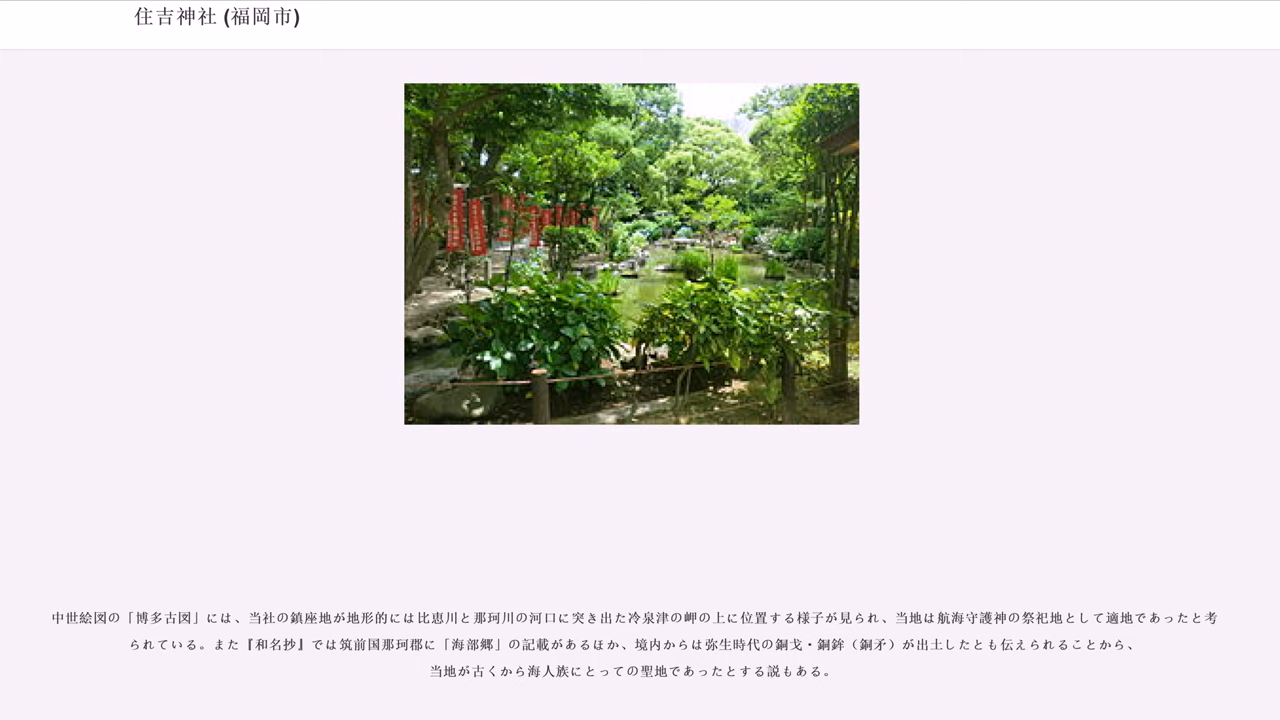 住吉神社 (福岡市)
中世絵図の「博多古図」には、当社の鎮座地が地形的には比恵川と那珂川の河口に突き出た冷泉津の岬の上に位置する様子が見られ、当地は航海守護神の祭祀地として適地であったと考
られている。また『和名抄』では筑前国那珂郡に「海部郷」の記載があるほか、境内からは弥生時代の銅戈・銅鉾（銅矛）が出土したとも伝えられることから、
当地が古くから海人族にとっての聖地であったとする説もある。